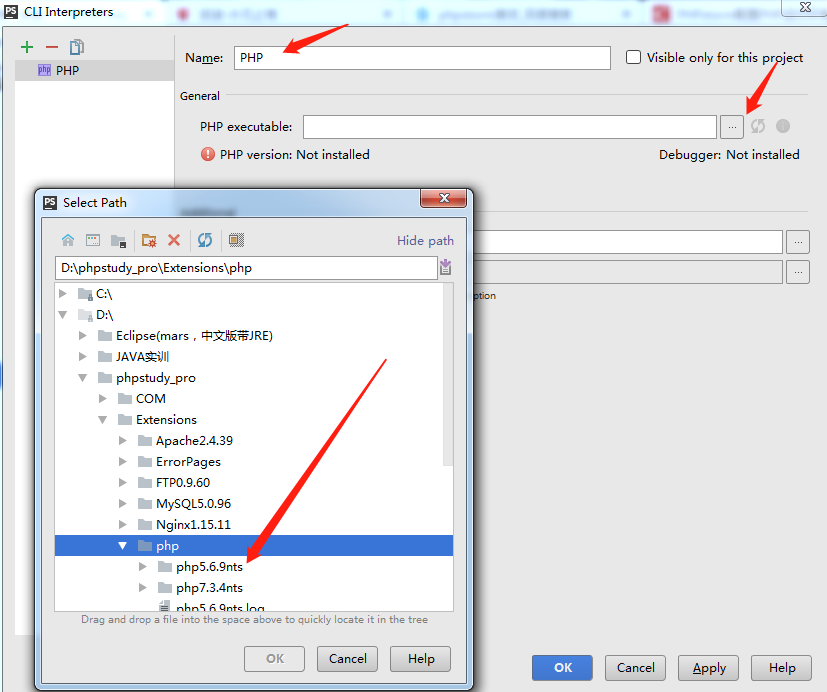 PS CLI Interpreters
php PHP
Name: PHP
Visible only for this project
General
PHP executable:
...
PHP version: Not installed
Debugger: Not installed
PS Select Path
Hide path
D:\phpstudy_pro\Extensions\php
...
...
ption
C:\
D:\
Eclipse(mars，中文版带JRE)
JAVA实训
phpstudy_pro
COM
Extensions
Apache2.4.39
ErrorPages
FTP0.9.60
MySQL5.0.96
Nginx1.15.11
php
php5.6.9nts
php7.3.4nts
php5.6.9nts.log
Drag and drop a file into the space above to quickly locate it in the tree
OK Cancel Help
OK Cancel Apply Help